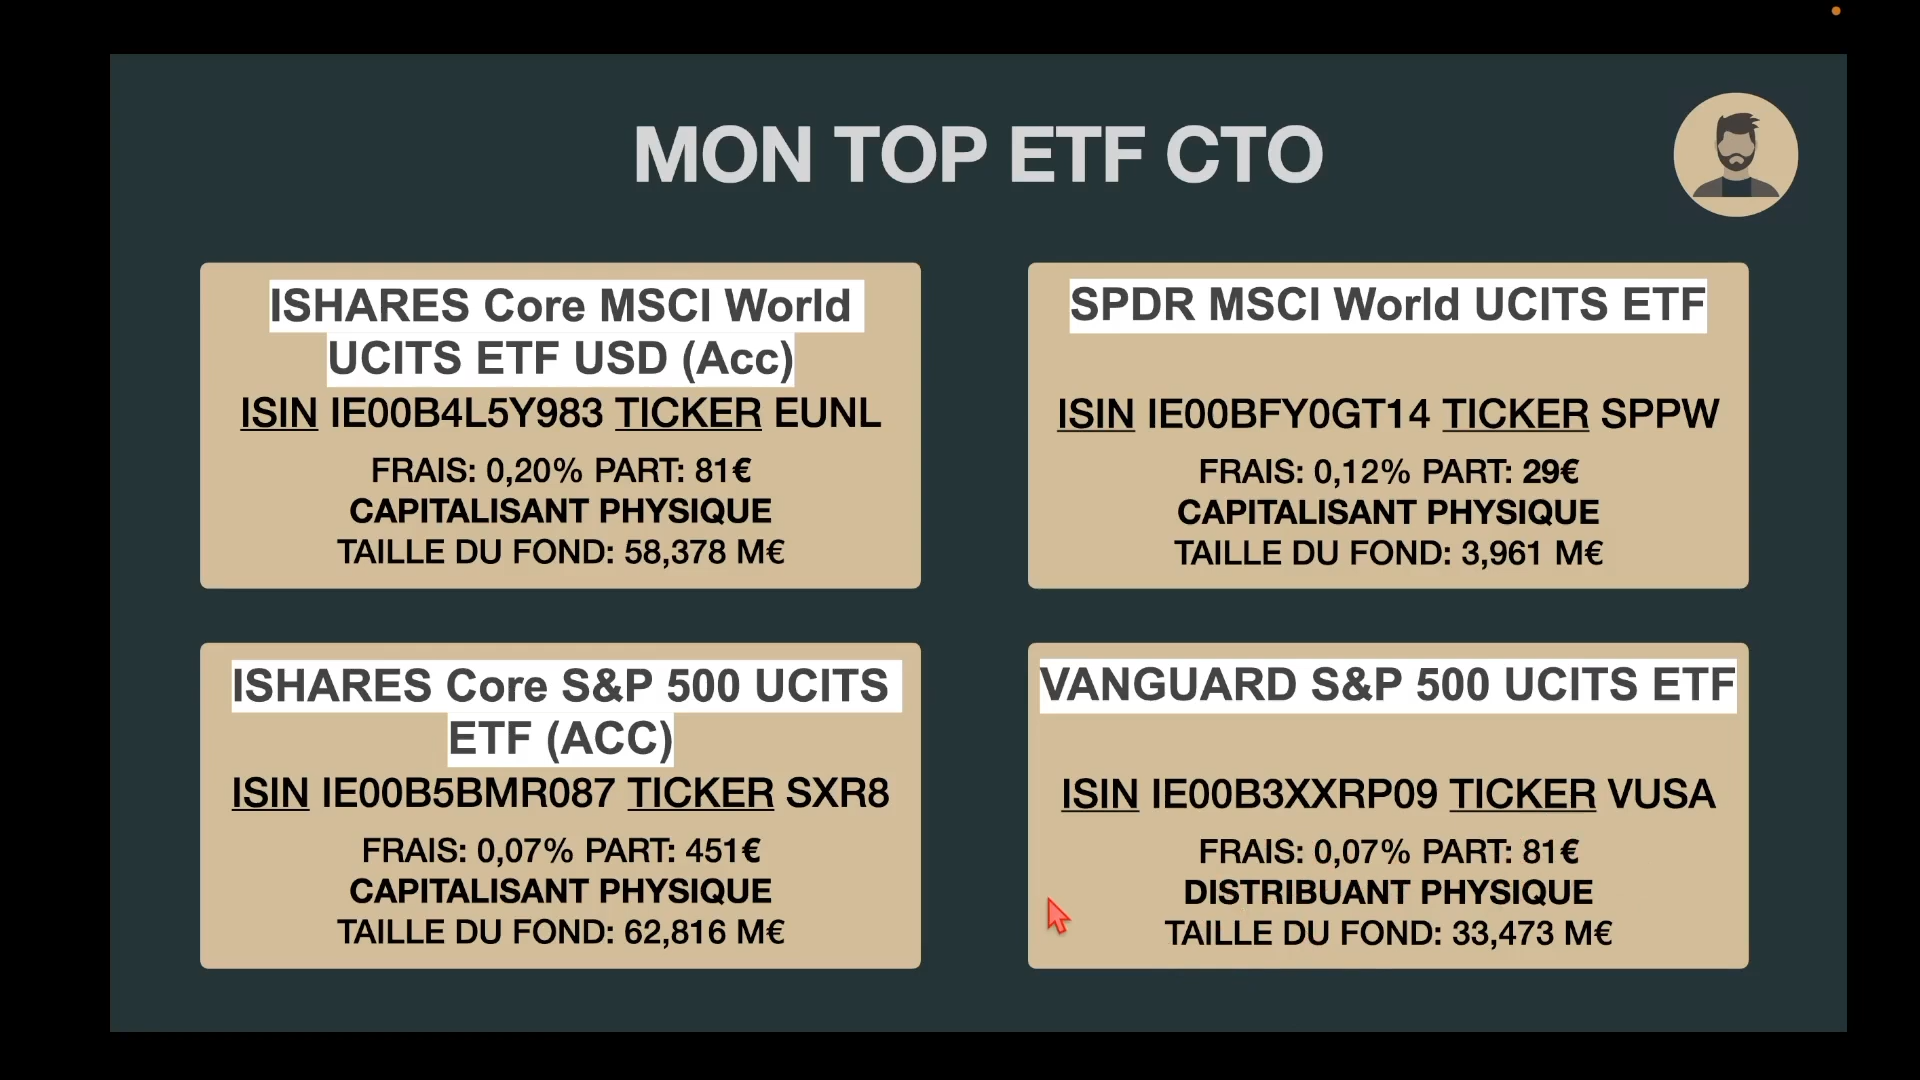 MON TOP ETF CTO
ISHARES Core MSCI World
UCITS ETF USD (Acc)
ISIN IE00B4L5Y983 TICKER EUNL
FRAIS: 0,20% PART: 81€
CAPITALISANT PHYSIQUE
TAILLE DU FOND: 58,378 M€
SPDR MSCI World UCITS ETF
ISIN IE00BFY0GT14 TICKER SPPW
FRAIS: 0,12% PART: 29€
CAPITALISANT PHYSIQUE
TAILLE DU FOND: 3,961 M€
ISHARES Core S&P 500 UCITS
ETF (ACC)
ISIN IE00B5BMR087 TICKER SXR8
FRAIS: 0,07% PART: 451€
CAPITALISANT PHYSIQUE
TAILLE DU FOND: 62,816 M€
VANGUARD S&P 500 UCITS ETF
ISIN IE00B3XXRP09 TICKER VUSA
FRAIS: 0,07% PART: 81€
DISTRIBUANT PHYSIQUE
TAILLE DU FOND: 33,473 M€